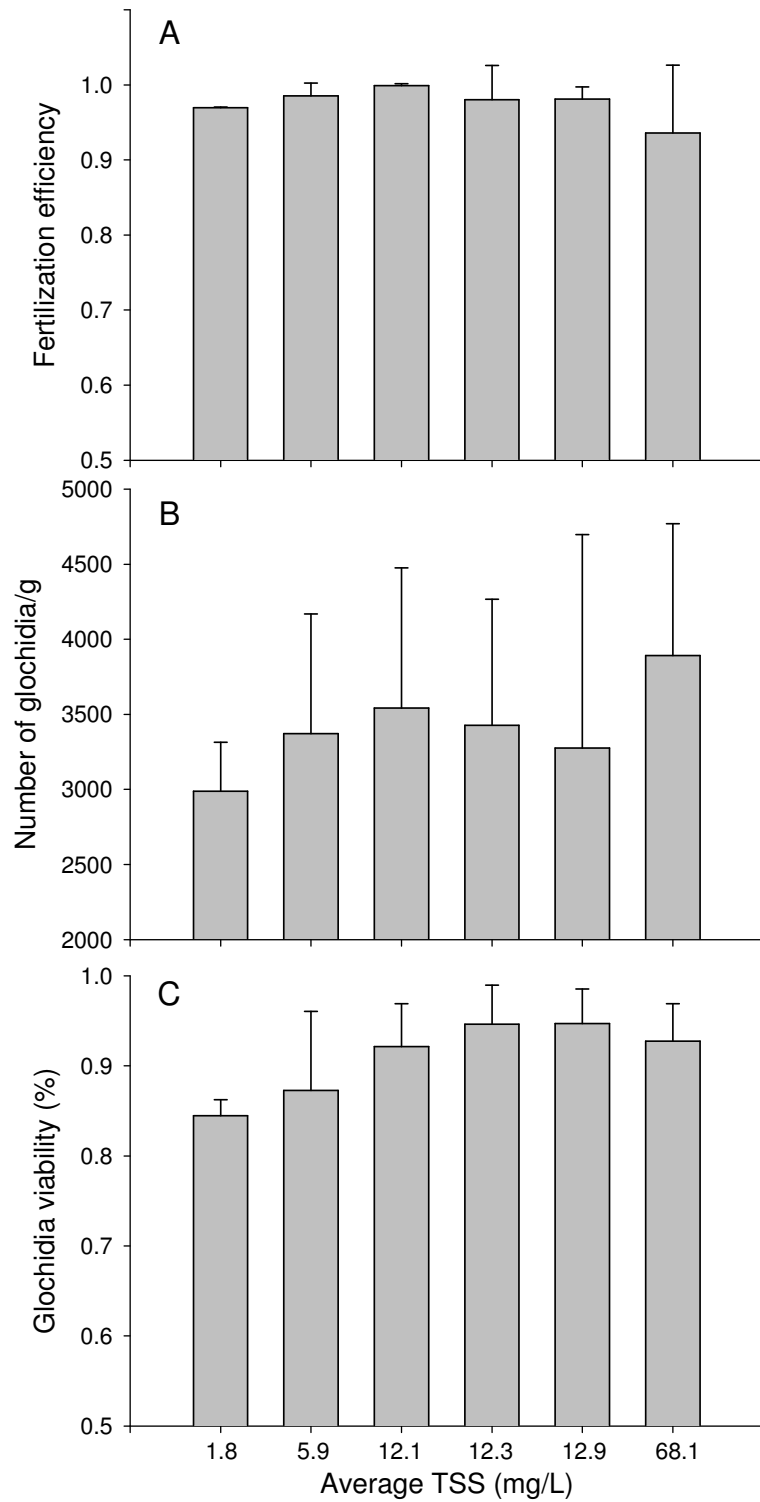 A
Fertilization efficiency
1.0
0.9
0.8
0.7
0.6
0.5
B
Number of glochidia/g
5000
4500
4000
3500
3000
2500
2000
C
Glochidia viability (%)
1.0
0.9
0.8
0.7
0.6
0.5
1.8 5.9 12.1 12.3 12.9 68.1
Average TSS (mg/L)